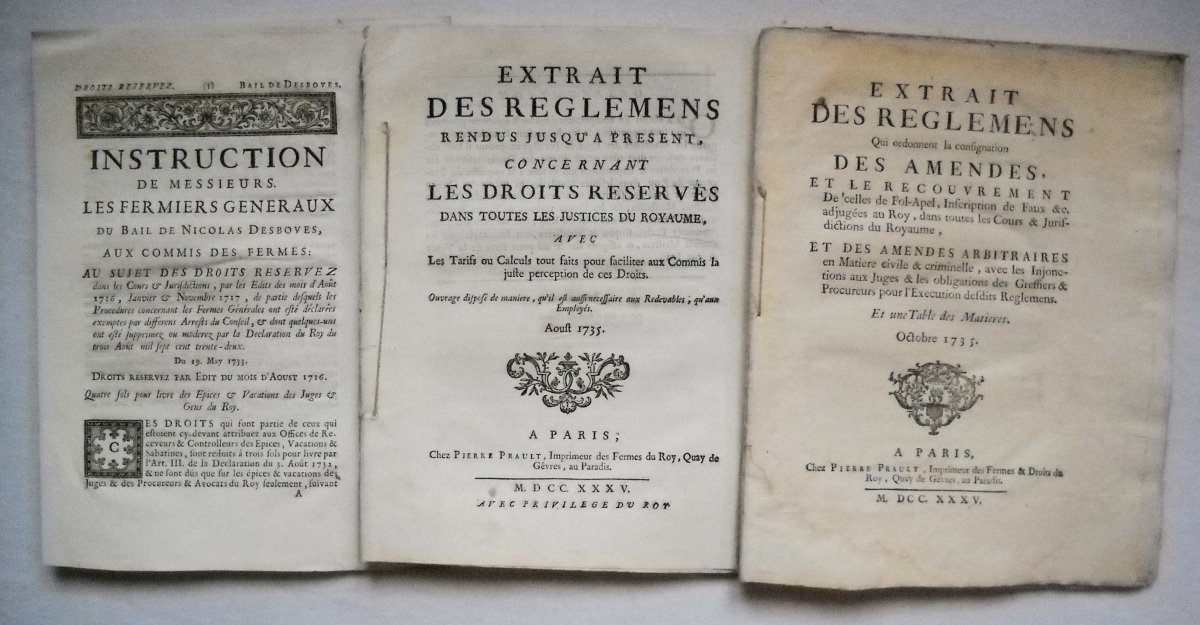 DROITS RESERVEZ. (1) BAIL DE DESBOVES,
INSTRUCTION
DE MESSIEURS.
LES FERMIERS GENERAUX
DU BAIL DE NICOLAS DESBOVES,
AUX COMMIS DES FERMES:
AU SUJET DES DROITS RESERVEZ
dans les Cours & Jurisdictions, par les Edits des mois d'Août
1716, Janvier & Novembre 1717, de partie desquels les
Procedures concernant les Fermes Générales ont esté déclarées
exemptes par differens Arrests du Conseil, & dont quelques-uns
ont esté supprimez ou moderez par la Declaration du Roy du
trois Août mil sept cent trente-deux.
Du 19. May 1733.
DROITS RESERVEZ PAR EDIT DU MOIS D'AOUST 1716.
Quatre sols pour livre des Epices & Vacations des Juges &
Gens du Roy.
CES DROITS qui font partie de ceux qui
estoient cy-devant attribuez aux Offices de Re-
ceveurs & Controlleurs des Epices, Vacations &
Sabatines, sont reduits à trois sols pour livre par
l'Art. III. de la Declaration du 3. Août 1732,
& ne sont dûs que sur les épices & vacations des
Juges & des Procureurs & Avocats du Roy seulement, suivant
A
EXTRAIT
DES REGLEMENS
RENDUS JUSQU'A PRESENT,
CONCERNANT
LES DROITS RESERVÉS
DANS TOUTES LES JUSTICES DU ROYAUME,
AVEC
Les Tarifs ou Calculs tout faits pour faciliter aux Commis la
juste perception de ces Droits.
Ouvrage disposé de maniere, qu'il est aussi necessaire aux Redevables, qu'aux
Employés.
Aoust 1735.
A PARIS;
Chez PIERRE PRAULT, Imprimeur des Fermes du Roy, Quay de
Gêvres, au Paradis.
M. DCC. XXXV.
AVEC PRIVILEGE DU ROY
EXTRAIT
DES REGLEMENS
Qui ordonnent la consignation
DES AMENDES,
ET LE RECOUVREMENT
De celles de Fol-Apel, Inscription de Faux &c.
adjugées au Roy, dans toutes les Cours & Juris-
dictions du Royaume,
ET DES AMENDES ARBITRAIRES
en Matiere civile & criminelle, avec les Injonc-
tions aux Juges & les obligations des Greffiers &
Procureurs pour l'Execution desdits Reglemens.
Et une Table des Matieres.
Octobre 1735.
A PARIS,
Chez PIERRE PRAULT, Imprimeur des Fermes & Droits du
Roy, Quay de Gêvres, au Paradis.
M. DCC. XXXV.